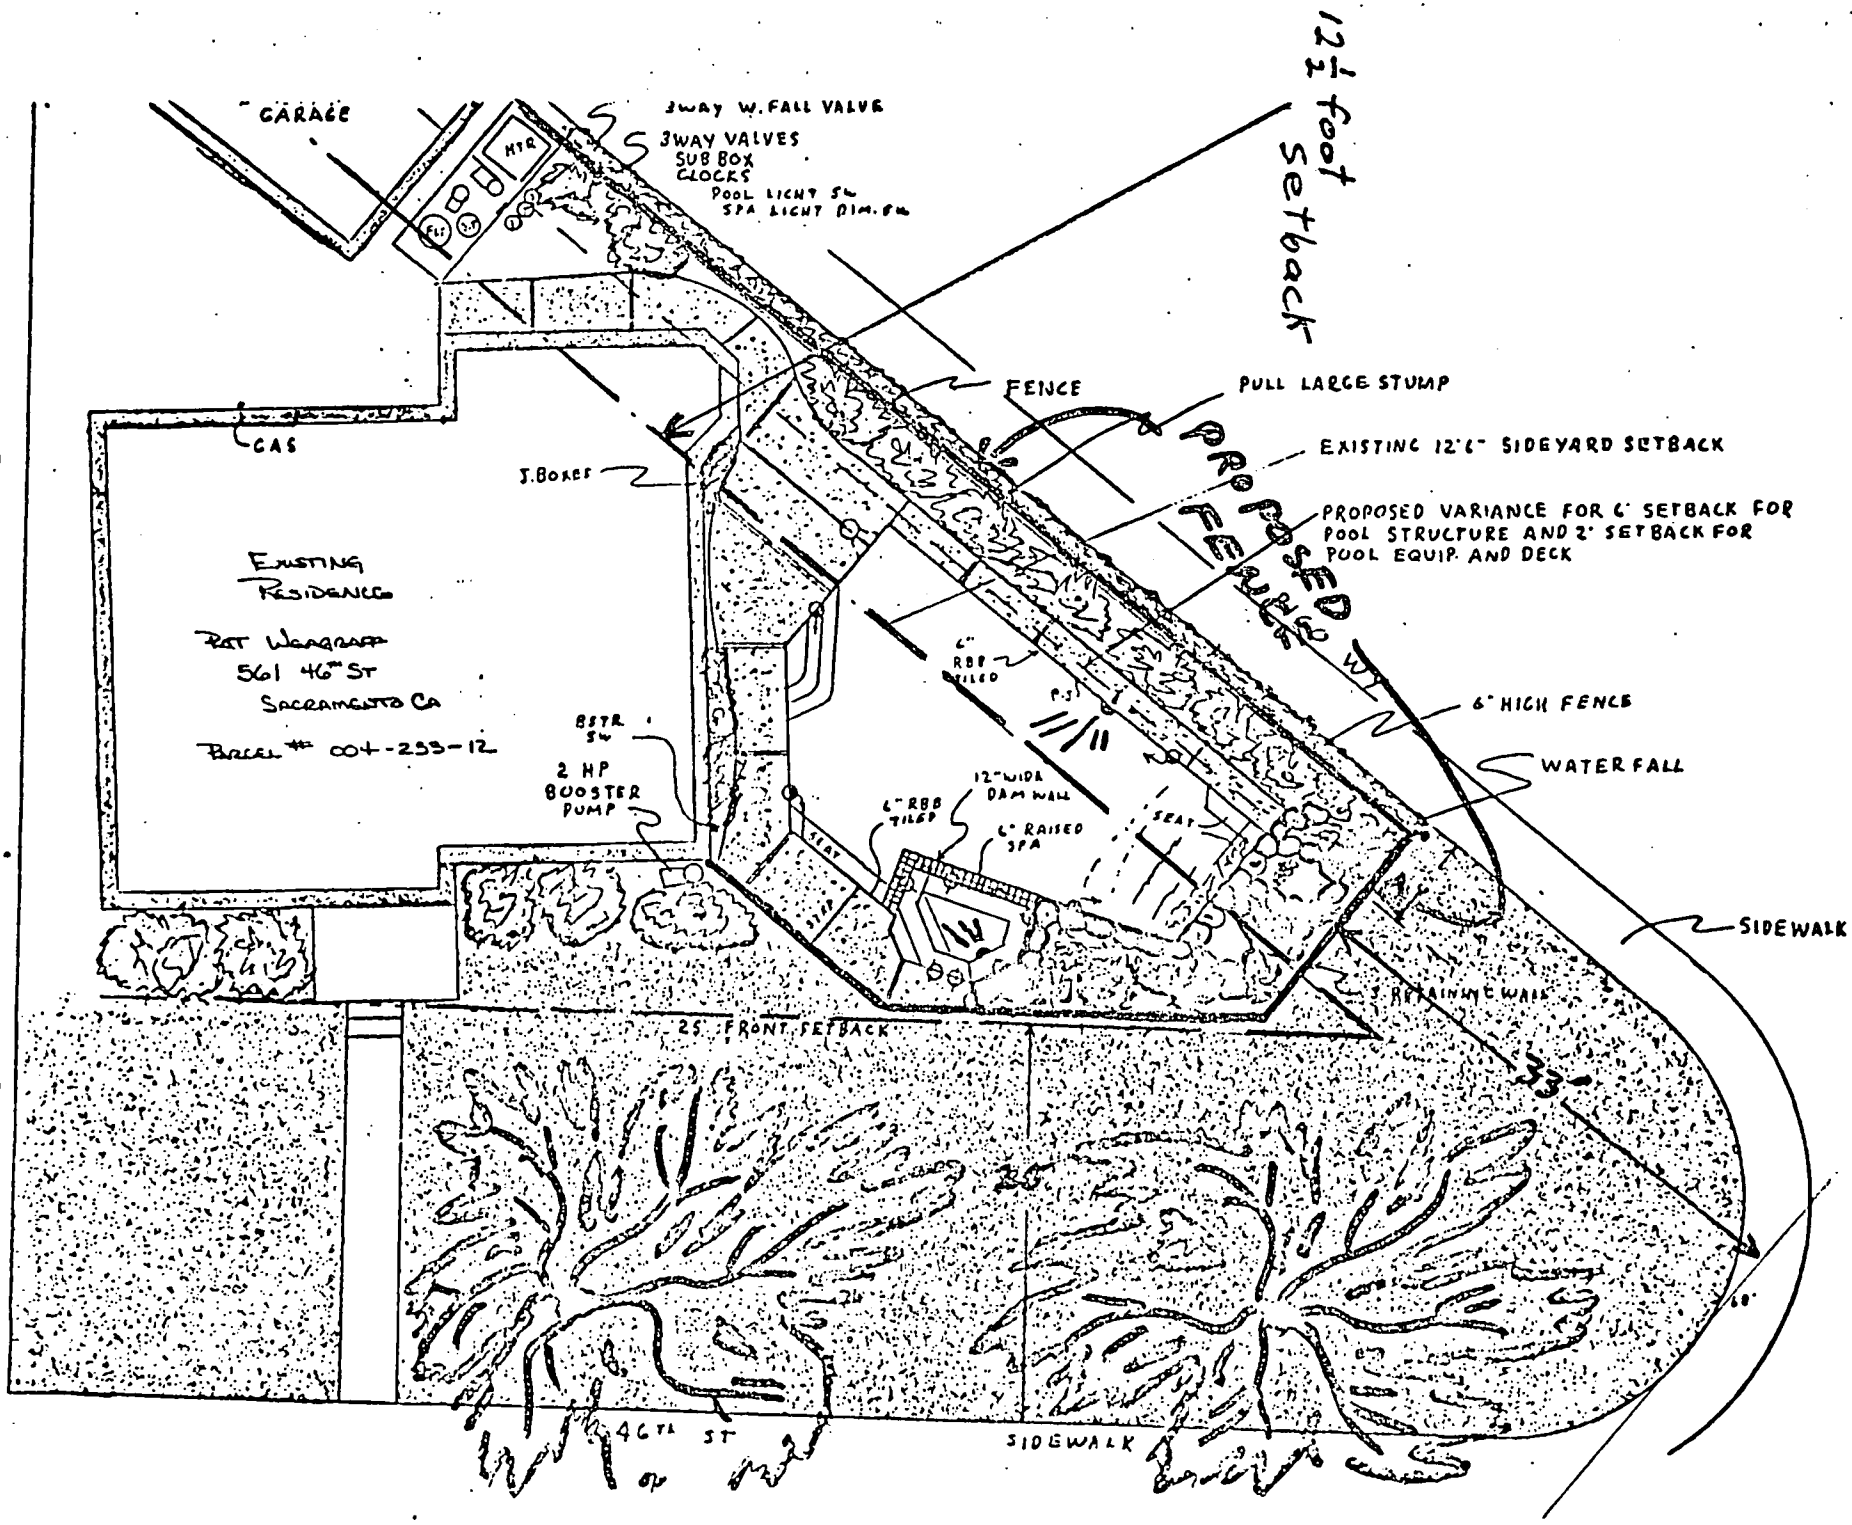 12½ foot
setback
GARAGE
3WAY W. FALL VALVE
3WAY VALVES
SUB BOX
CLOCKS
POOL LIGHT SW
SPA LIGHT DIM. SW
HTR
FENCE
PULL LARGE STUMP
PROPOSED
FENCE
GAS
J.BOXES
EXISTING 12'6" SIDEYARD SETBACK
PROPOSED VARIANCE FOR 6' SETBACK FOR
POOL STRUCTURE AND 2' SETBACK FOR
POOL EQUIP. AND DECK
EXISTING
RESIDENCE
561 46TH ST
SACRAMENTO CA
PARCEL # 004-233-12
6"
RBB
TILED
WY
6' HIGH FENCE
WATERFALL
BSTR
SW
2 HP
BOOSTER
PUMP
12" WIDE
DAM WALL
6" RBB
TILED
6" RAISED
SPA
SEAT
SEAT
STEP
SIDEWALK
RETAINING WALL
25' FRONT SETBACK
33'
46TH ST
SIDEWALK